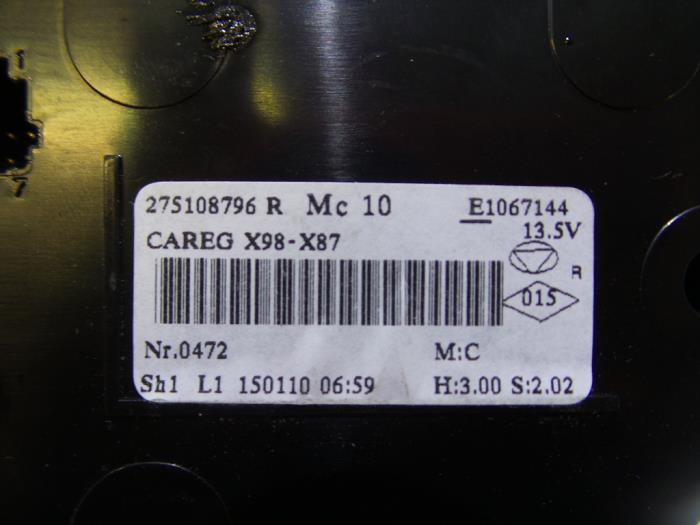 275108796 R Mc 10 E1067144
13.5V
CAREG X98-X87
R
015
Nr.0472 M:C
Sh1 L1 150110 06:59 H:3.00 S:2.02